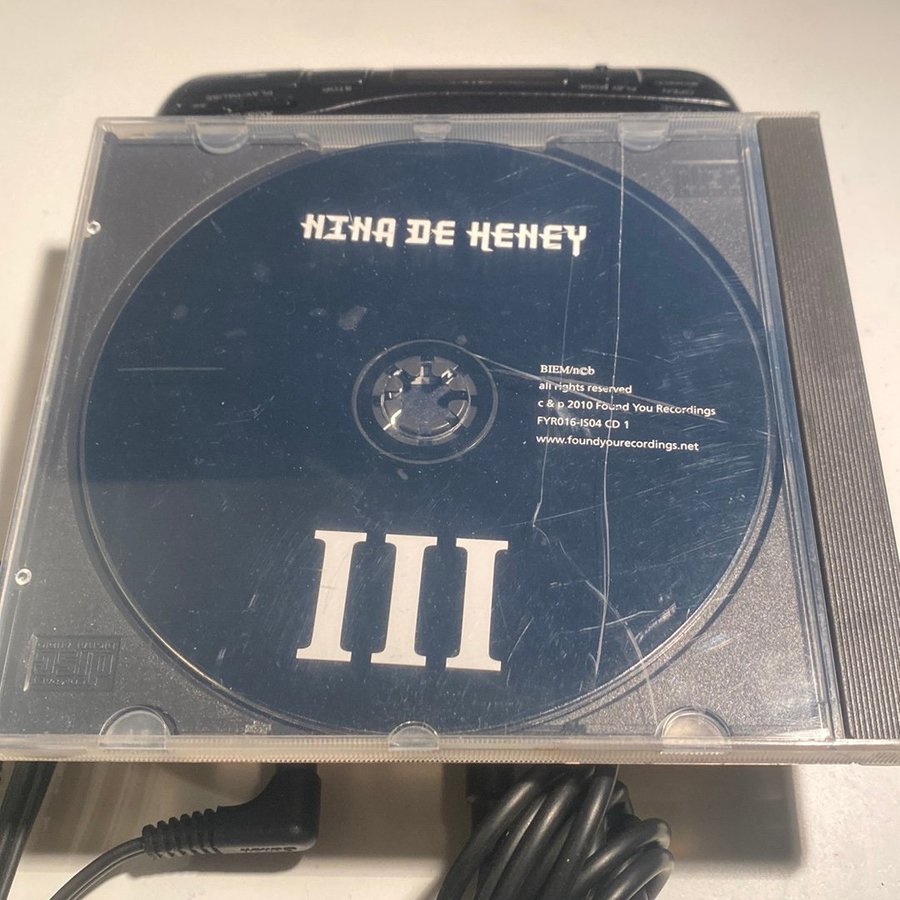 NINA DE HENEY
BIEM/n©b
all rights reserved
c & p 2010 Found You Recordings
FYR016-IS04 CD 1
www.foundyourecordings.net
III